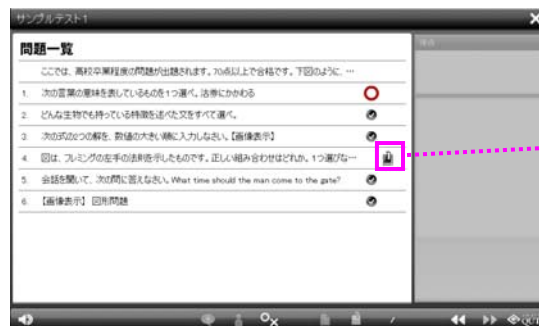 サンプルテスト1
問題一覧
ここでは、高校卒業程度の問題が出題されます。70点以上で合格です。下図のように、…
1. 次の言葉の意味を表しているものを1つ選べ。法帝にかかわる
2. どんな生物でも持っている特徴を述べた文をすべて選べ。
3. 次の式の2つの解を、数値の大きい順に入力しなさい。【画像表示】
4. 図は、フレミングの左手の法則を示したものです。正しい組み合わせはどれか。1つ選びな…
5. 会話を聞いて、次の問に答えなさい。What time should the man come to the gate?
6. 【画像表示】 図形問題